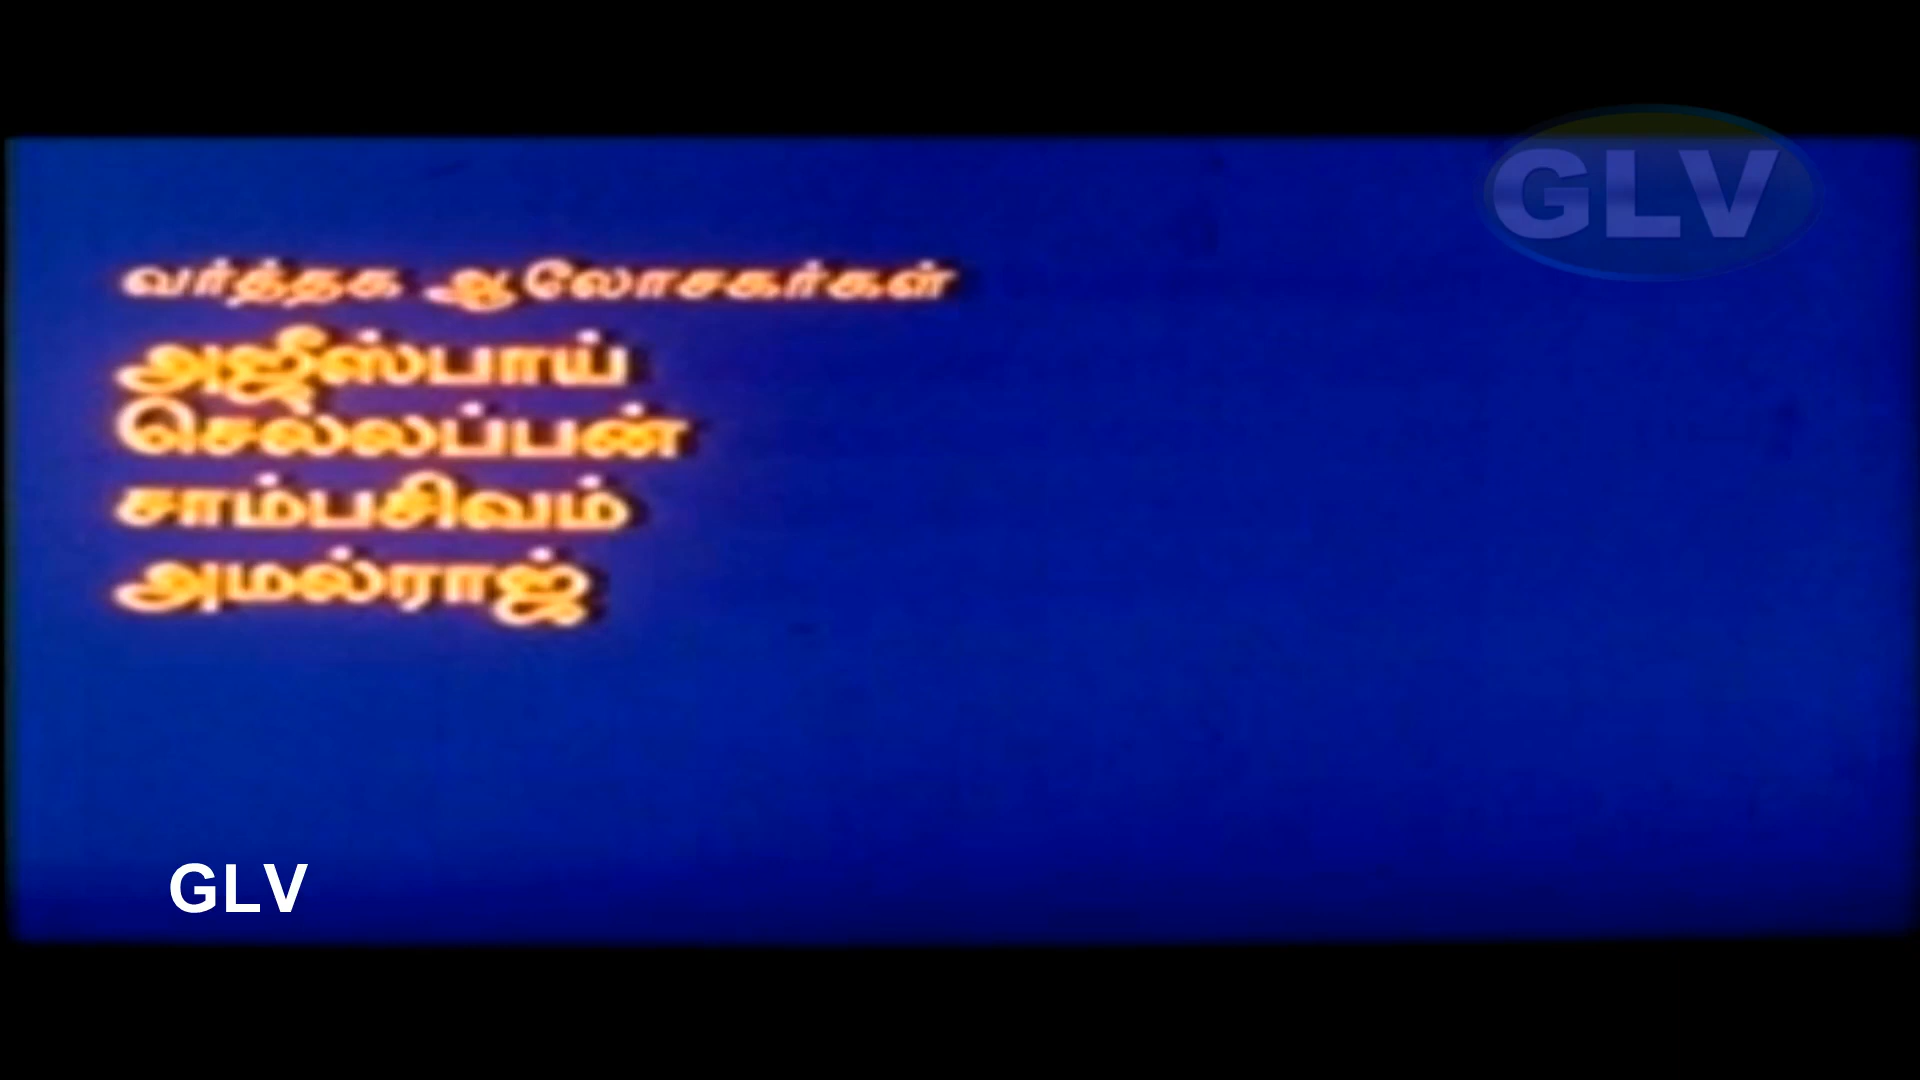 GLV
வர்த்தக ஆலோசகர்கள்
அஜீஸ்பாய்
செல்லப்பன்
சாம்பசிவம்
அமல்ராஜ்
GLV